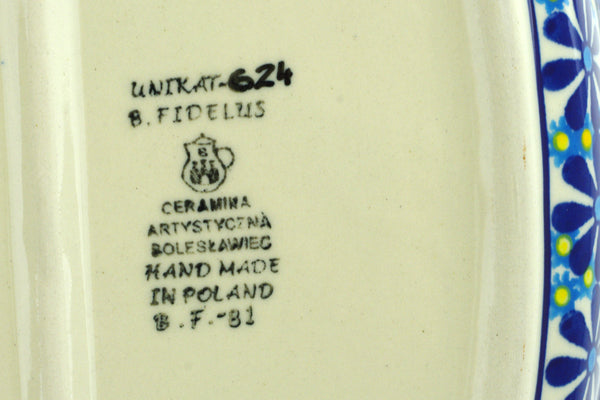 UNIKAT-624
B. FIDELUS
B
CERAMIKA
ARTYSTYCZNA
BOLESŁAWIEC
HAND MADE
IN POLAND
B.F.-81